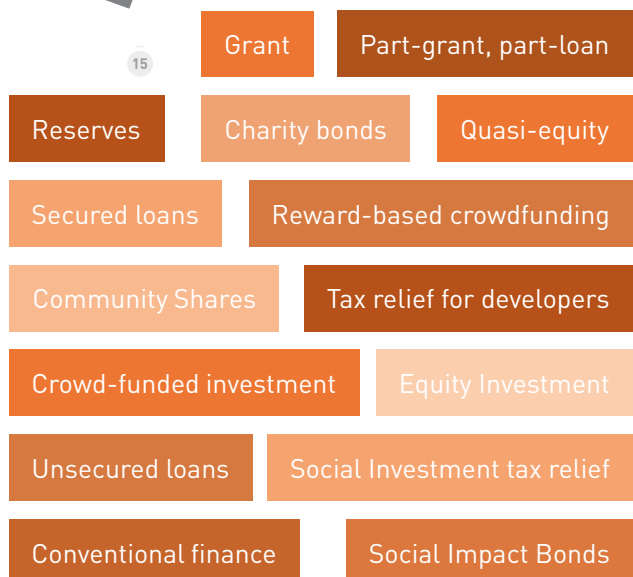 Grant
Part-grant, part-loan
15
Reserves
Charity bonds
Quasi-equity
Secured loans
Reward-based crowdfunding
Community Shares
Tax relief for developers
Crowd-funded investment
Equity Investment
Unsecured loans
Social Investment tax relief
Conventional finance
Social Impact Bonds